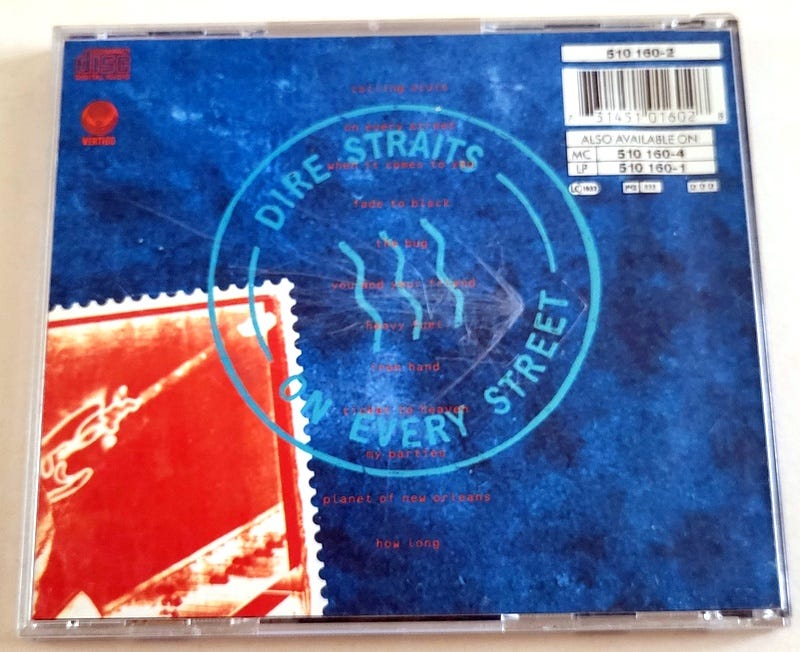 DISC
DIGITAL AUDIO
VERTIGO
510 160-2
7 31451 01602 8
ALSO AVAILABLE ON
MC 510 160-4
LP 510 160-1
LC
DIRE STRAITS
ON EVERY STREET
calling elvis
on every street
when it comes to you
fade to black
the bug
you and your friend
heavy fuel
iron hand
ticket to heaven
my parties
planet of new orleans
how long